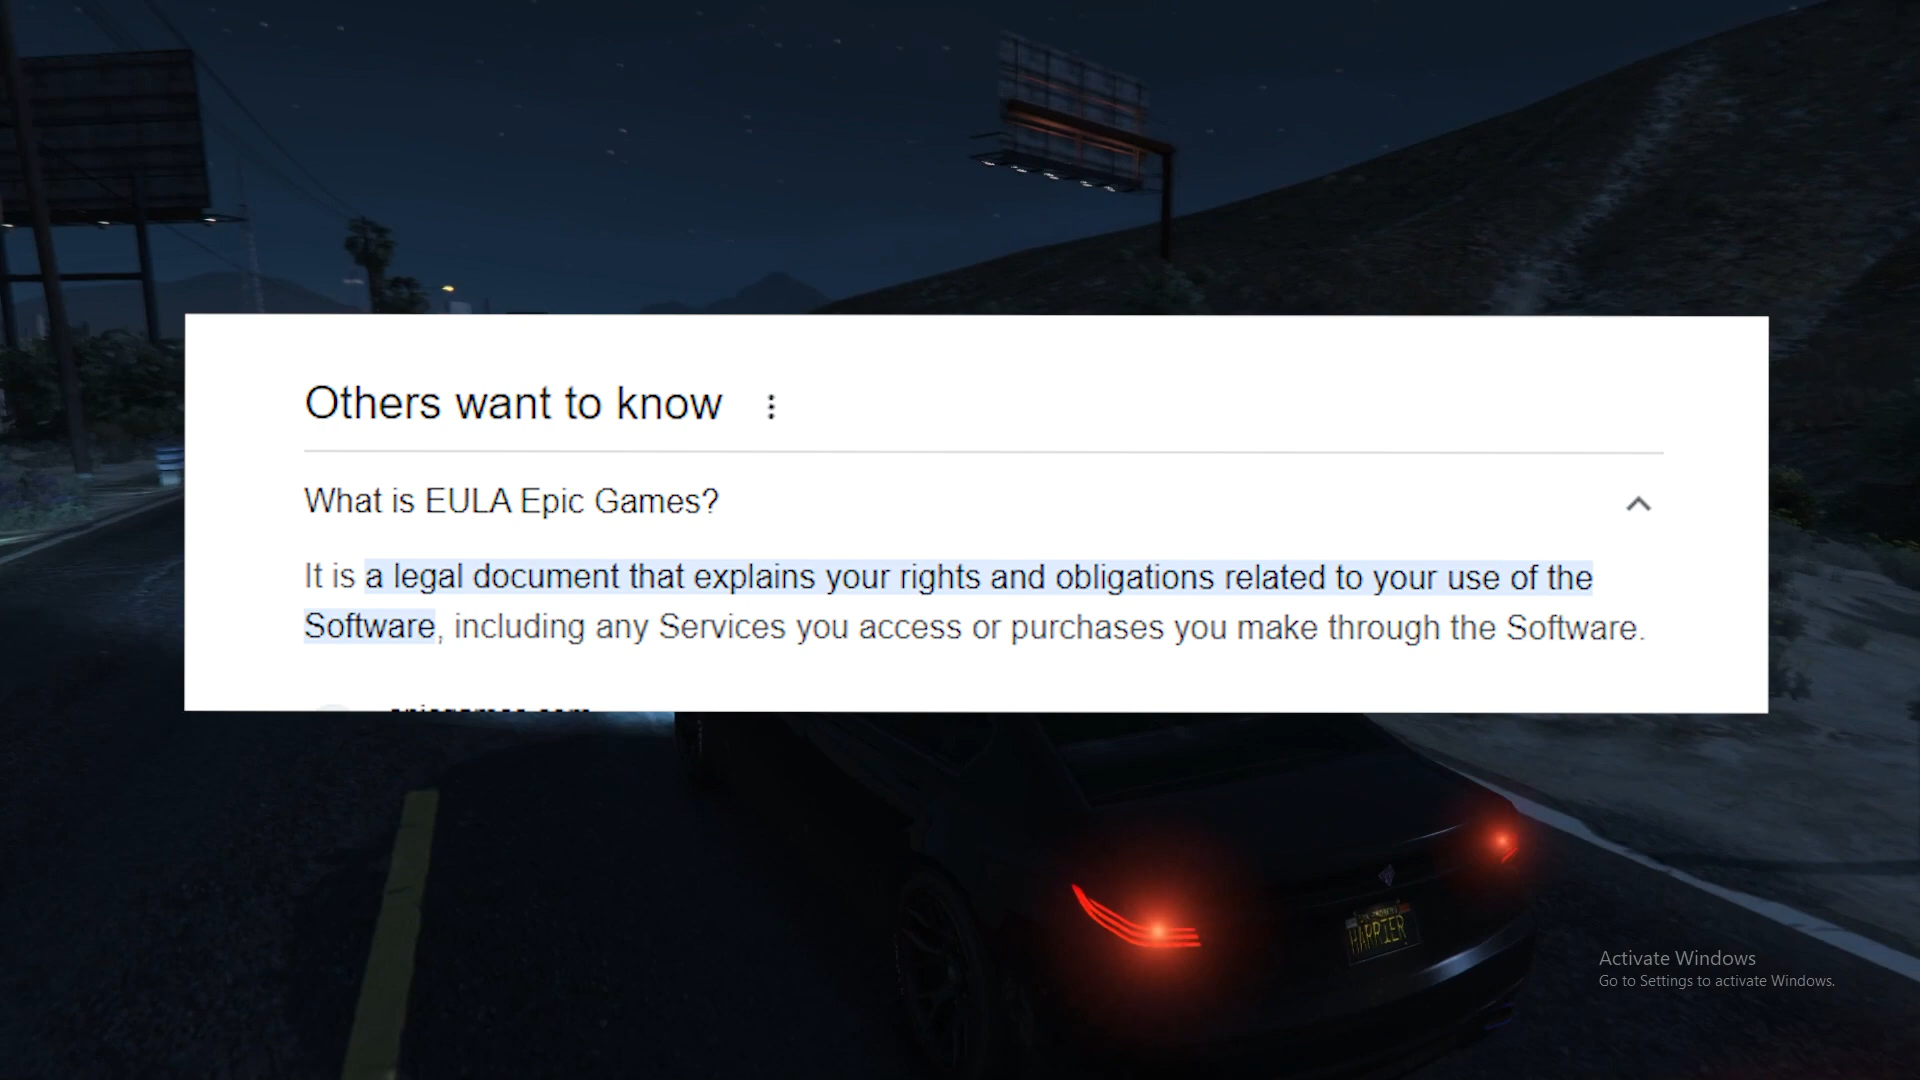 Others want to know
What is EULA Epic Games?
It is a legal document that explains your rights and obligations related to your use of the
Software, including any Services you access or purchases you make through the Software.
HARRIER
Activate Windows
Go to Settings to activate Windows.